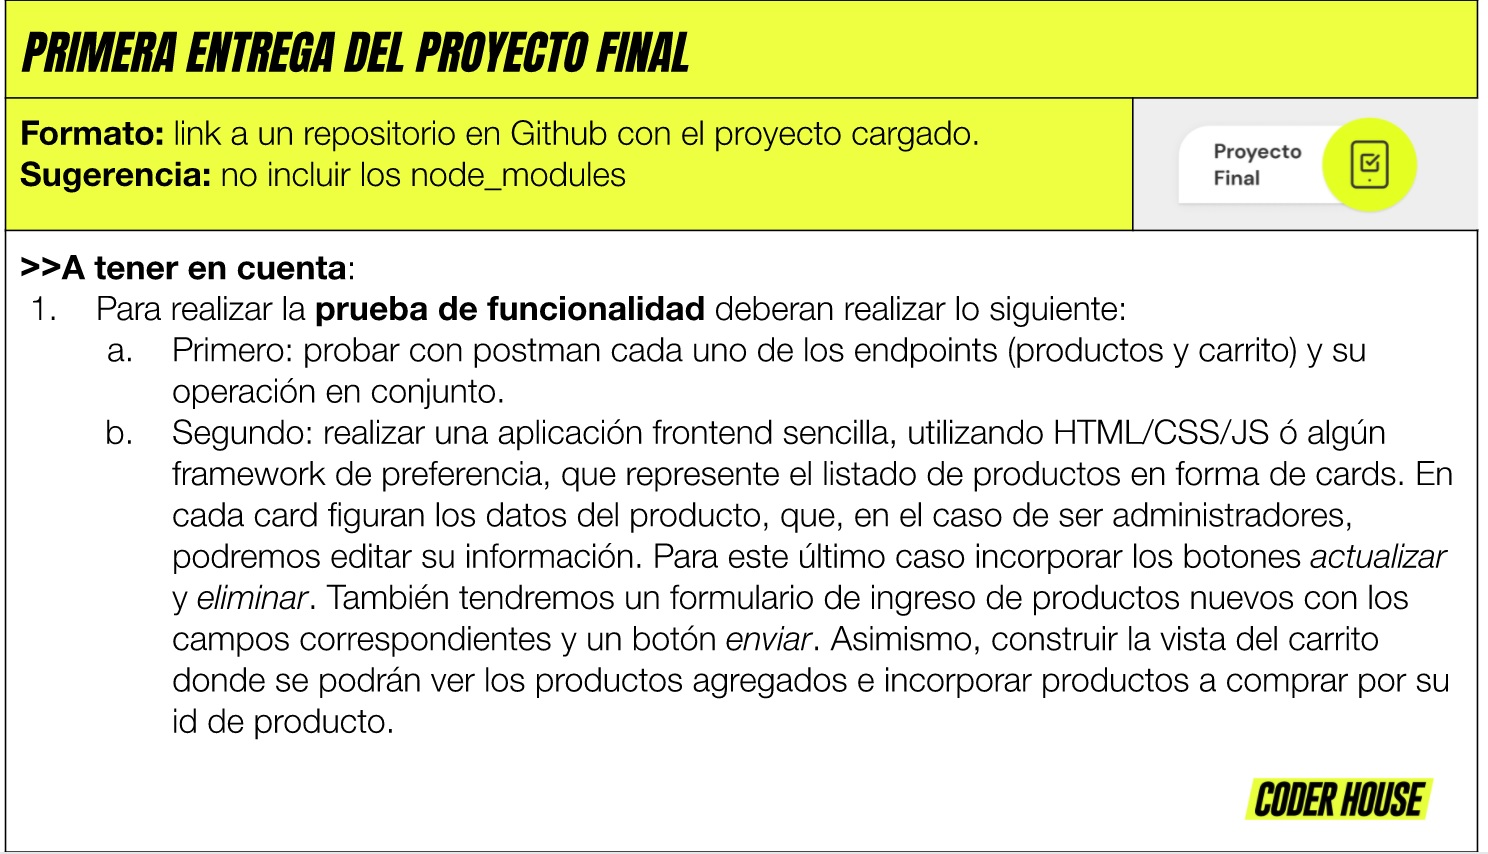 PRIMERA ENTREGA DEL PROYECTO FINAL
Formato: link a un repositorio en Github con el proyecto cargado.
Sugerencia: no incluir los node_modules
Proyecto
Final
>>A tener en cuenta:
1. Para realizar la prueba de funcionalidad deberan realizar lo siguiente:
a. Primero: probar con postman cada uno de los endpoints (productos y carrito) y su
operación en conjunto.
b. Segundo: realizar una aplicación frontend sencilla, utilizando HTML/CSS/JS ó algún
framework de preferencia, que represente el listado de productos en forma de cards. En
cada card figuran los datos del producto, que, en el caso de ser administradores,
podremos editar su información. Para este último caso incorporar los botones actualizar
y eliminar. También tendremos un formulario de ingreso de productos nuevos con los
campos correspondientes y un botón enviar. Asimismo, construir la vista del carrito
donde se podrán ver los productos agregados e incorporar productos a comprar por su
id de producto.
CODER HOUSE